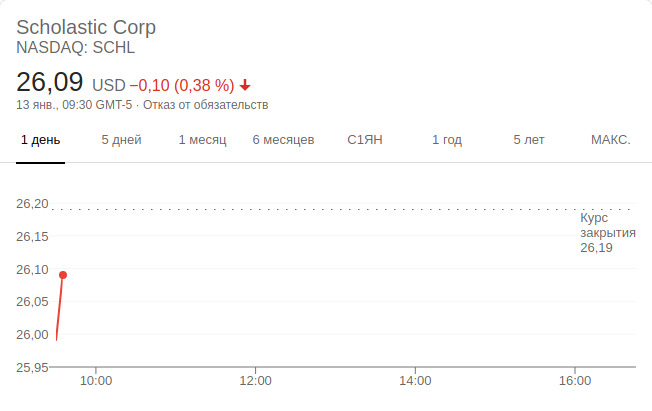 Scholastic Corp
NASDAQ: SCHL
26,09 USD −0,10 (0,38 %)
13 янв., 09:30 GMT-5 · Отказ от обязательств
1 день 5 дней 1 месяц 6 месяцев С1ЯН 1 год 5 лет МАКС.
26,20
Курс
26,15 закрытия
26,19
26,10
26,05
26,00
25,95
10:00 12:00 14:00 16:00